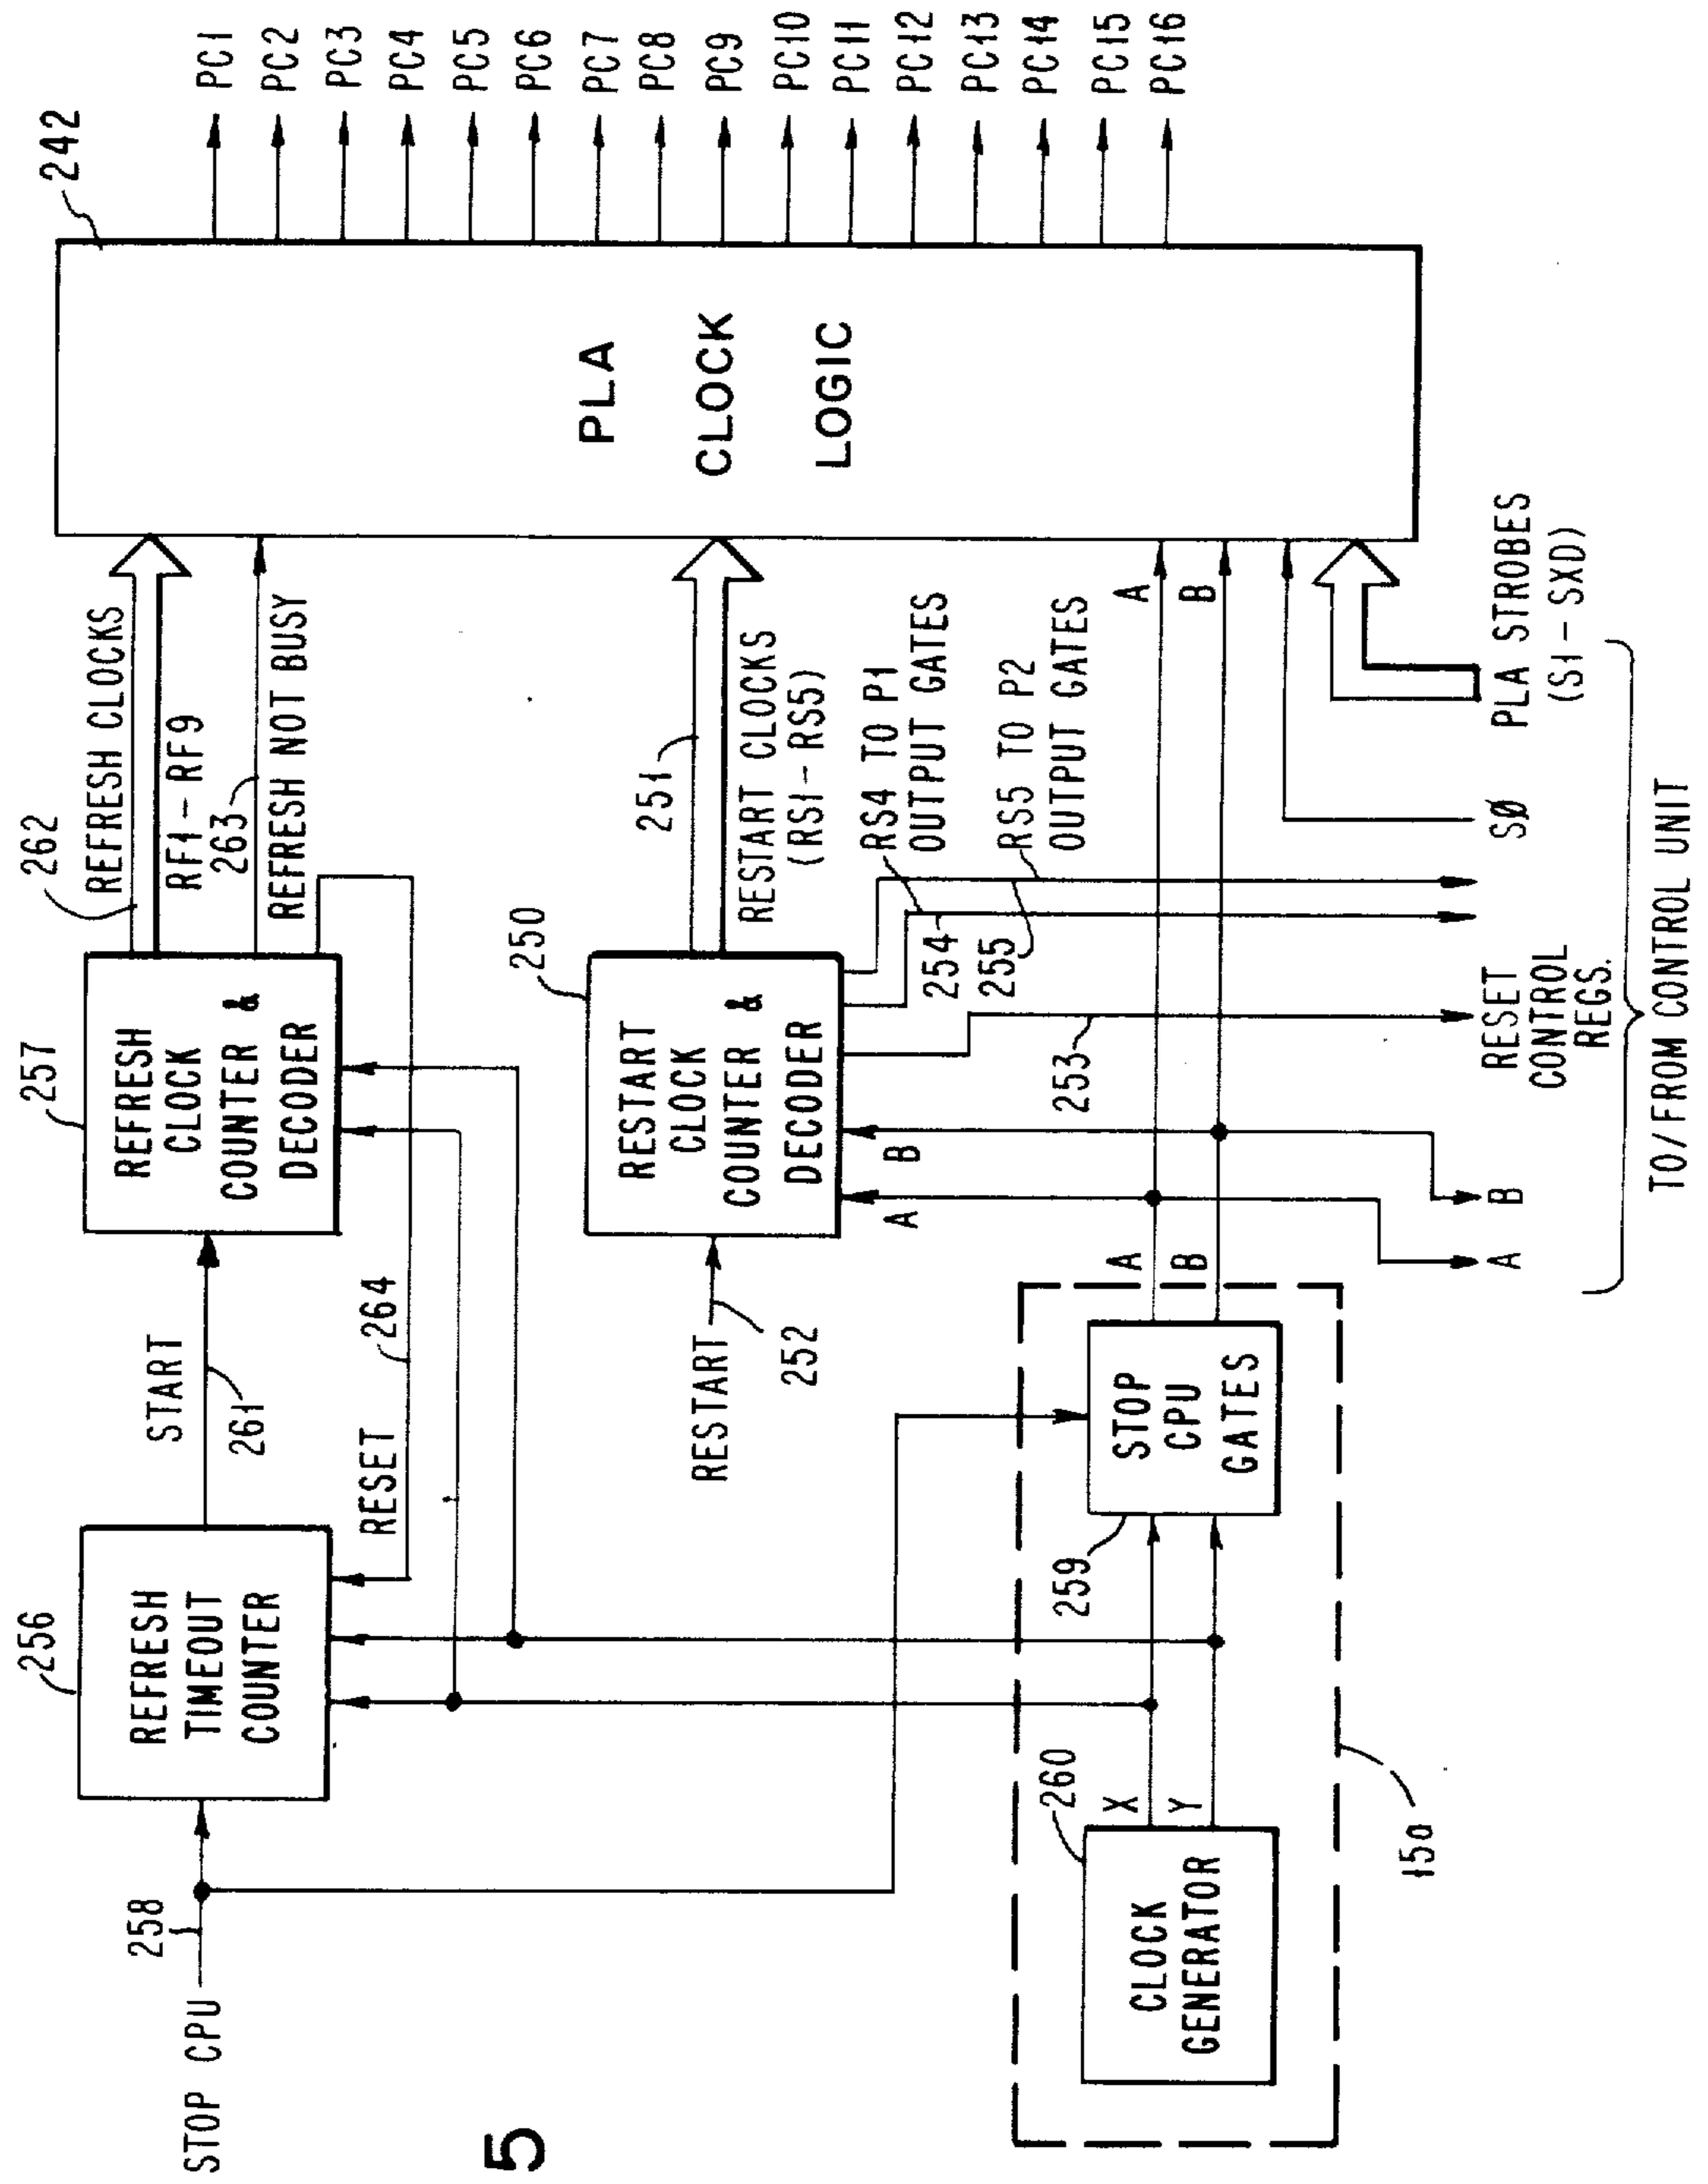 STOP CPU
258
256
REFRESH
TIMEOUT
COUNTER
START
261
RESET
264
257
REFRESH
CLOCK
COUNTER &
DECODER
262
REFRESH CLOCKS
RF1-RF9
263
REFRESH NOT BUSY
242
PLA
CLOCK
LOGIC
PC1
PC2
PC3
PC4
PC5
PC6
PC7
PC8
PC9
PC10
PC11
PC12
PC13
PC14
PC15
PC16
RESTART
252
250
RESTART
CLOCK
COUNTER &
DECODER
A
B
251
RESTART CLOCKS
(RS1-RS5)
RS4 TO P1
OUTPUT GATES
254
RS5 TO P2
OUTPUT GATES
255
253
A
B
260
CLOCK
GENERATOR
X
Y
259
STOP
CPU
GATES
A
B
15a
A
B
RESET
CONTROL
REGS.
SØ
PLA STROBES
(S1-SXD)
TO/FROM CONTROL UNIT
5